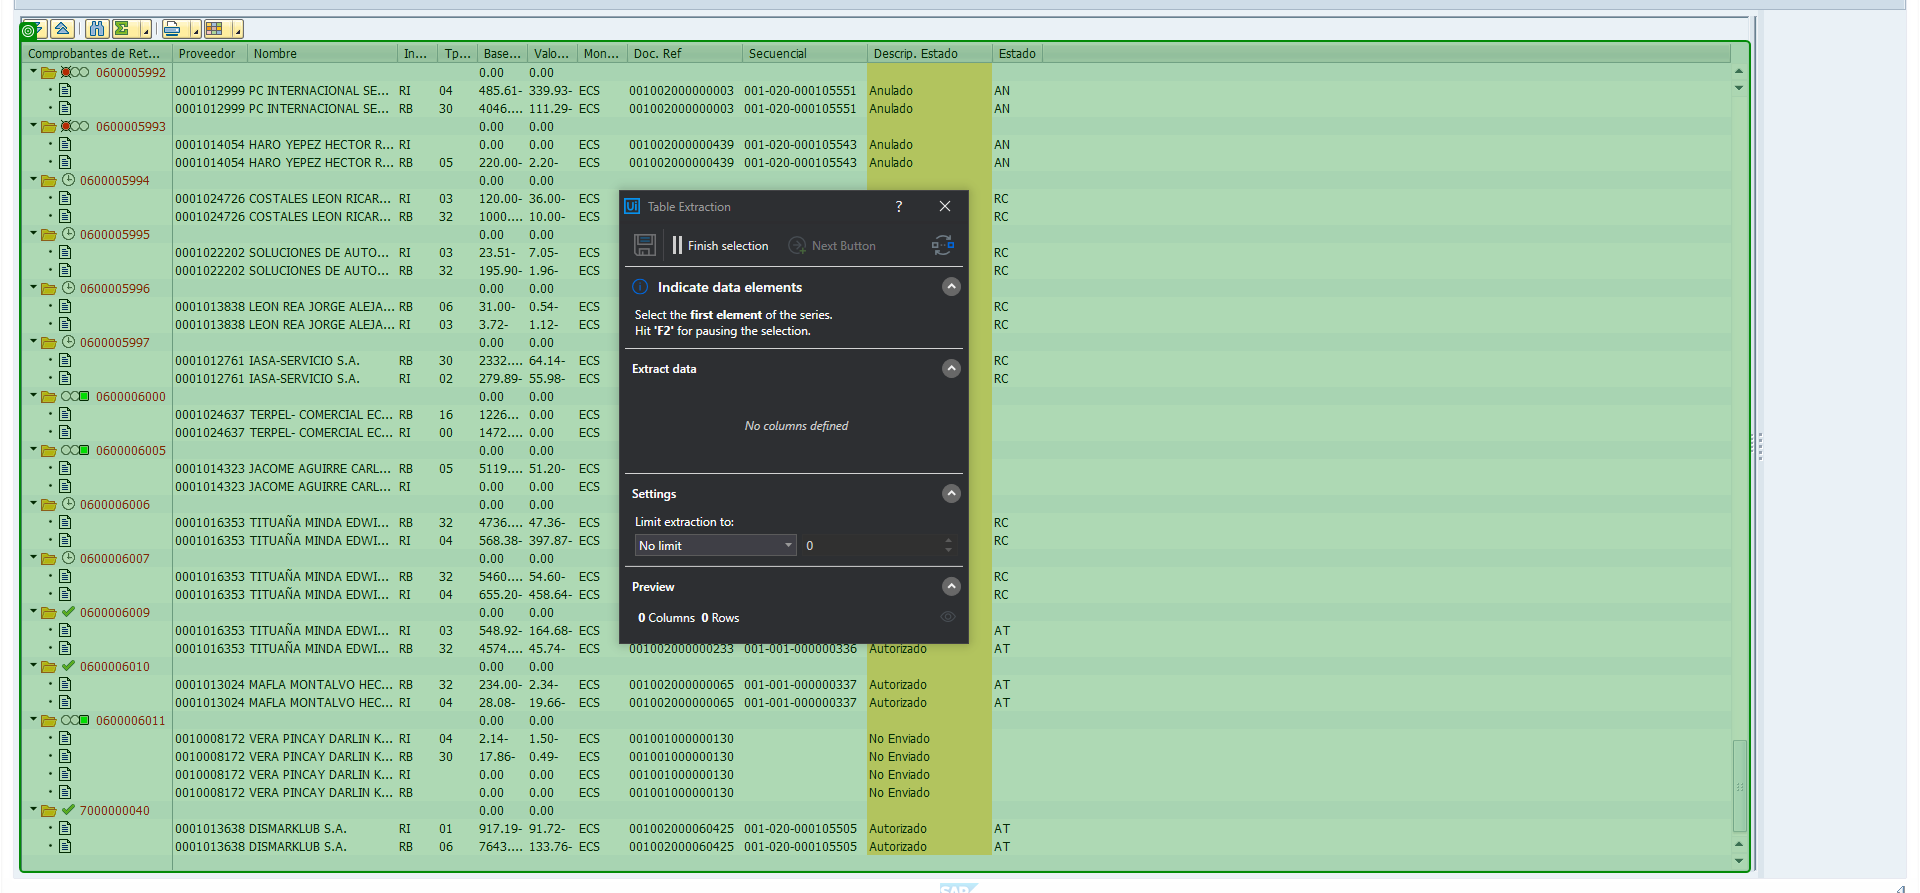 Comprobantes de Ret... Proveedor Nombre In... Tp... Base... Valo... Mon... Doc. Ref Secuencial Descrip. Estado Estado
0600005992 0.00 0.00
0001012999 PC INTERNACIONAL SE... RI 04 485.61- 339.93- ECS 001002000000003 001-020-000105551 Anulado AN
0001012999 PC INTERNACIONAL SE... RB 30 4046.... 111.29- ECS 001002000000003 001-020-000105551 Anulado AN
0600005993 0.00 0.00
0001014054 HARO YEPEZ HECTOR R... RI 0.00 0.00 ECS 001002000000439 001-020-000105543 Anulado AN
0001014054 HARO YEPEZ HECTOR R... RB 05 220.00- 2.20- ECS 001002000000439 001-020-000105543 Anulado AN
0600005994 0.00 0.00
0001024726 COSTALES LEON RICAR... RI 03 120.00- 36.00- ECS RC
0001024726 COSTALES LEON RICAR... RB 32 1000.... 10.00- ECS RC
0600005995 0.00 0.00
0001022202 SOLUCIONES DE AUTO... RI 03 23.51- 7.05- ECS RC
0001022202 SOLUCIONES DE AUTO... RB 32 195.90- 1.96- ECS RC
0600005996 0.00 0.00
0001013838 LEON REA JORGE ALEJA... RB 06 31.00- 0.54- ECS RC
0001013838 LEON REA JORGE ALEJA... RI 03 3.72- 1.12- ECS RC
0600005997 0.00 0.00
0001012761 IASA-SERVICIO S.A. RB 30 2332.... 64.14- ECS RC
0001012761 IASA-SERVICIO S.A. RI 02 279.89- 55.98- ECS RC
0600006000 0.00 0.00
0001024637 TERPEL- COMERCIAL EC... RB 16 1226... 0.00 ECS
0001024637 TERPEL- COMERCIAL EC... RI 00 1472.... 0.00 ECS
0600006005 0.00 0.00
0001014323 JACOME AGUIRRE CARL... RB 05 5119.... 51.20- ECS
0001014323 JACOME AGUIRRE CARL... RI 0.00 0.00 ECS
0600006006 0.00 0.00
0001016353 TITUAÑA MINDA EDWI... RB 32 4736.... 47.36- ECS RC
0001016353 TITUAÑA MINDA EDWI... RI 04 568.38- 397.87- ECS RC
0600006007 0.00 0.00
0001016353 TITUAÑA MINDA EDWI... RB 32 5460.... 54.60- ECS RC
0001016353 TITUAÑA MINDA EDWI... RI 04 655.20- 458.64- ECS RC
0600006009 0.00 0.00
0001016353 TITUAÑA MINDA EDWI... RI 03 548.92- 164.68- ECS AT
0001016353 TITUAÑA MINDA EDWI... RB 32 4574.... 45.74- ECS 001002000000233 001-001-000000336 Autorizado AT
0600006010 0.00 0.00
0001013024 MAFLA MONTALVO HEC... RB 32 234.00- 2.34- ECS 001002000000065 001-001-000000337 Autorizado AT
0001013024 MAFLA MONTALVO HEC... RI 04 28.08- 19.66- ECS 001002000000065 001-001-000000337 Autorizado AT
0600006011 0.00 0.00
0010008172 VERA PINCAY DARLIN K... RI 04 2.14- 1.50- ECS 001001000000130 No Enviado
0010008172 VERA PINCAY DARLIN K... RB 30 17.86- 0.49- ECS 001001000000130 No Enviado
0010008172 VERA PINCAY DARLIN K... RI 0.00 0.00 ECS 001001000000130 No Enviado
0010008172 VERA PINCAY DARLIN K... RB 0.00 0.00 ECS 001001000000130 No Enviado
7000000040 0.00 0.00
0001013638 DISMARKLUB S.A. RI 01 917.19- 91.72- ECS 001002000060425 001-020-000105505 Autorizado AT
0001013638 DISMARKLUB S.A. RB 06 7643.... 133.76- ECS 001002000060425 001-020-000105505 Autorizado AT
Ui Table Extraction ?
Finish selection Next Button
Indicate data elements
Select the first element of the series.
Hit 'F2' for pausing the selection.
Extract data
No columns defined
Settings
Limit extraction to:
No limit 0
Preview
0 Columns 0 Rows
SAP